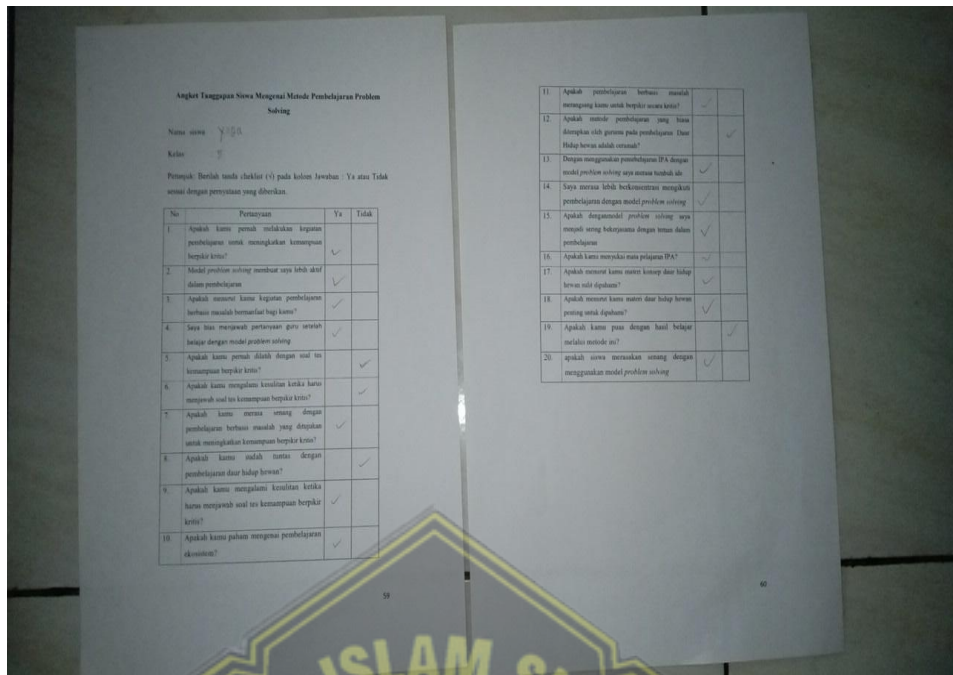 Angket Tanggapan Siswa Mengenai Metode Pembelajaran Problem
Solving
Nama siswa
Kelas
Petunjuk: Berilah tanda cheklist (√) pada kolom Jawaban : Ya atau Tidak
sesuai dengan pernyataan yang diberikan.
No Pertanyaan Ya Tidak
1. Apakah kamu pernah melakukan kegiatan
pembelajaran untuk meningkatkan kemampuan
berpikir kritis? ✓
2. Model problem solving membuat saya lebih aktif
dalam pembelajaran ✓
3. Apakah menurut kamu kegiatan pembelajaran
berbasis masalah bermanfaat bagi kamu? ✓
4. Saya bias menjawab pertanyaan guru setelah
belajar dengan model problem solving ✓
5. Apakah kamu pernah dilatih dengan soal tes
kemampuan berpikir kritis? ✓
6. Apakah kamu mengalami kesulitan ketika harus
menjawab soal tes kemampuan berpikir kritis? ✓
7. Apakah kamu merasa senang dengan
pembelajaran berbasis masalah yang ditujukan
untuk meningkatkan kemampuan berpikir kritis? ✓
8. Apakah kamu sudah tuntas dengan
pembelajaran daur hidup hewan? ✓
9. Apakah kamu mengalami kesulitan ketika
harus menjawab soal tes kemampuan berpikir
kritis? ✓
10. Apakah kamu paham mengenai pembelajaran
ekosistem? ✓
59
11. Apakah pembelajaran berbasis masalah
merangsang kamu untuk berpikir secara kritis? ✓
12. Apakah metode pembelajaran yang biasa
diterapkan oleh gurumu pada pembelajaran Daur
Hidup hewan adalah ceramah? ✓
13. Dengan menggunakan pemebelajaran IPA dengan
model problem solving saya merasa tumbuh ide ✓
14. Saya merasa lebih berkonsentrasi mengikuti
pembelajaran dengan model problem solving ✓
15. Apakah denganmodel problem solving saya
menjadi sering bekerjasama dengan teman dalam
pembelajaran ✓
16. Apakah kamu menyukai mata pelajaran IPA? ✓
17. Apakah menurut kamu materi konsep daur hidup
hewan sulit dipahami? ✓
18. Apakah menurut kamu materi daur hidup hewan
penting untuk dipahami? ✓
19. Apakah kamu puas dengan hasil belajar
melalui metode ini? ✓
20. apakah siswa merasakan senang dengan
menggunakan model problem solving ✓
60
ISLAM